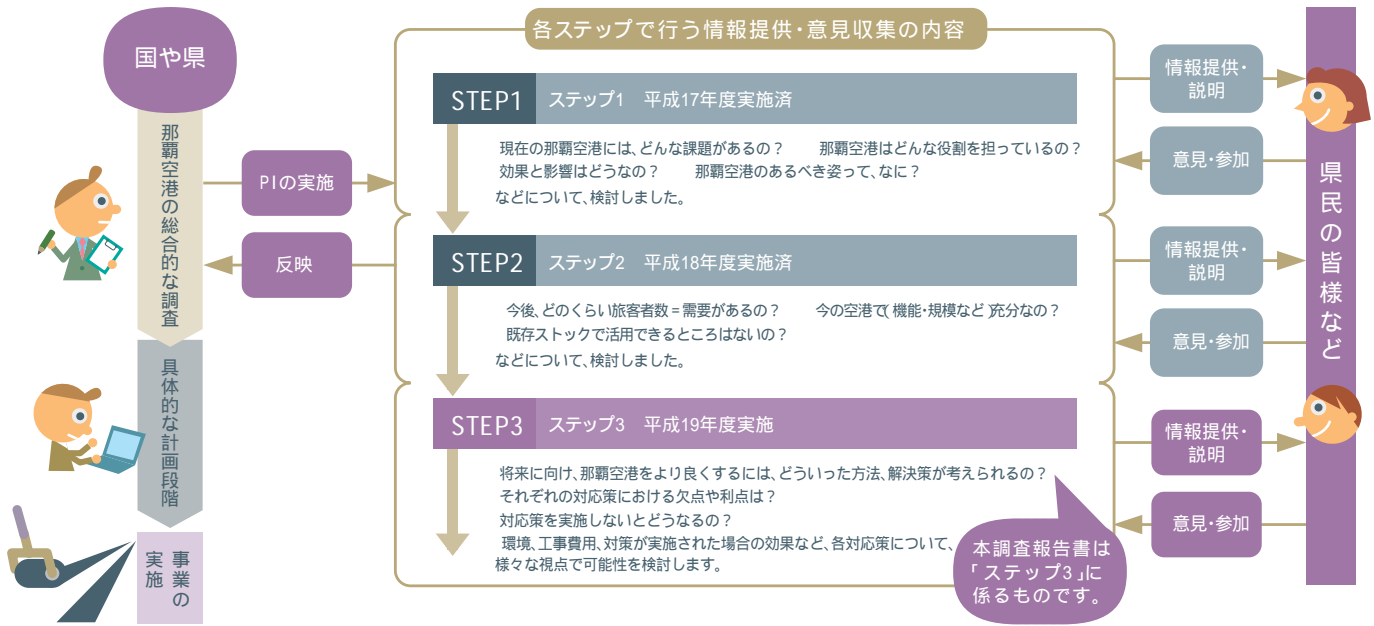 各ステップで行う情報提供・意見収集の内容
国や県
那覇空港の総合的な調査
具体的な計画段階
事業の
実施
PIの実施
反映
STEP1 ステップ1 平成17年度実施済
現在の那覇空港には、どんな課題があるの？ 那覇空港はどんな役割を担っているの？
効果と影響はどうなの？ 那覇空港のあるべき姿って、なに？
などについて、検討しました。
STEP2 ステップ2 平成18年度実施済
今後、どのくらい旅客者数＝需要があるの？ 今の空港で(機能・規模など)充分なの？
既存ストックで活用できるところはないの？
などについて、検討しました。
STEP3 ステップ3 平成19年度実施
将来に向け、那覇空港をより良くするには、どういった方法、解決策が考えられるの？
それぞれの対応策における欠点や利点は？
対応策を実施しないとどうなるの？
環境、工事費用、対策が実施された場合の効果など、各対応策について、
様々な視点で可能性を検討します。
本調査報告書は
「ステップ3」に
係るものです。
情報提供・
説明
意見・参加
情報提供・
説明
意見・参加
情報提供・
説明
意見・参加
県民の皆様など